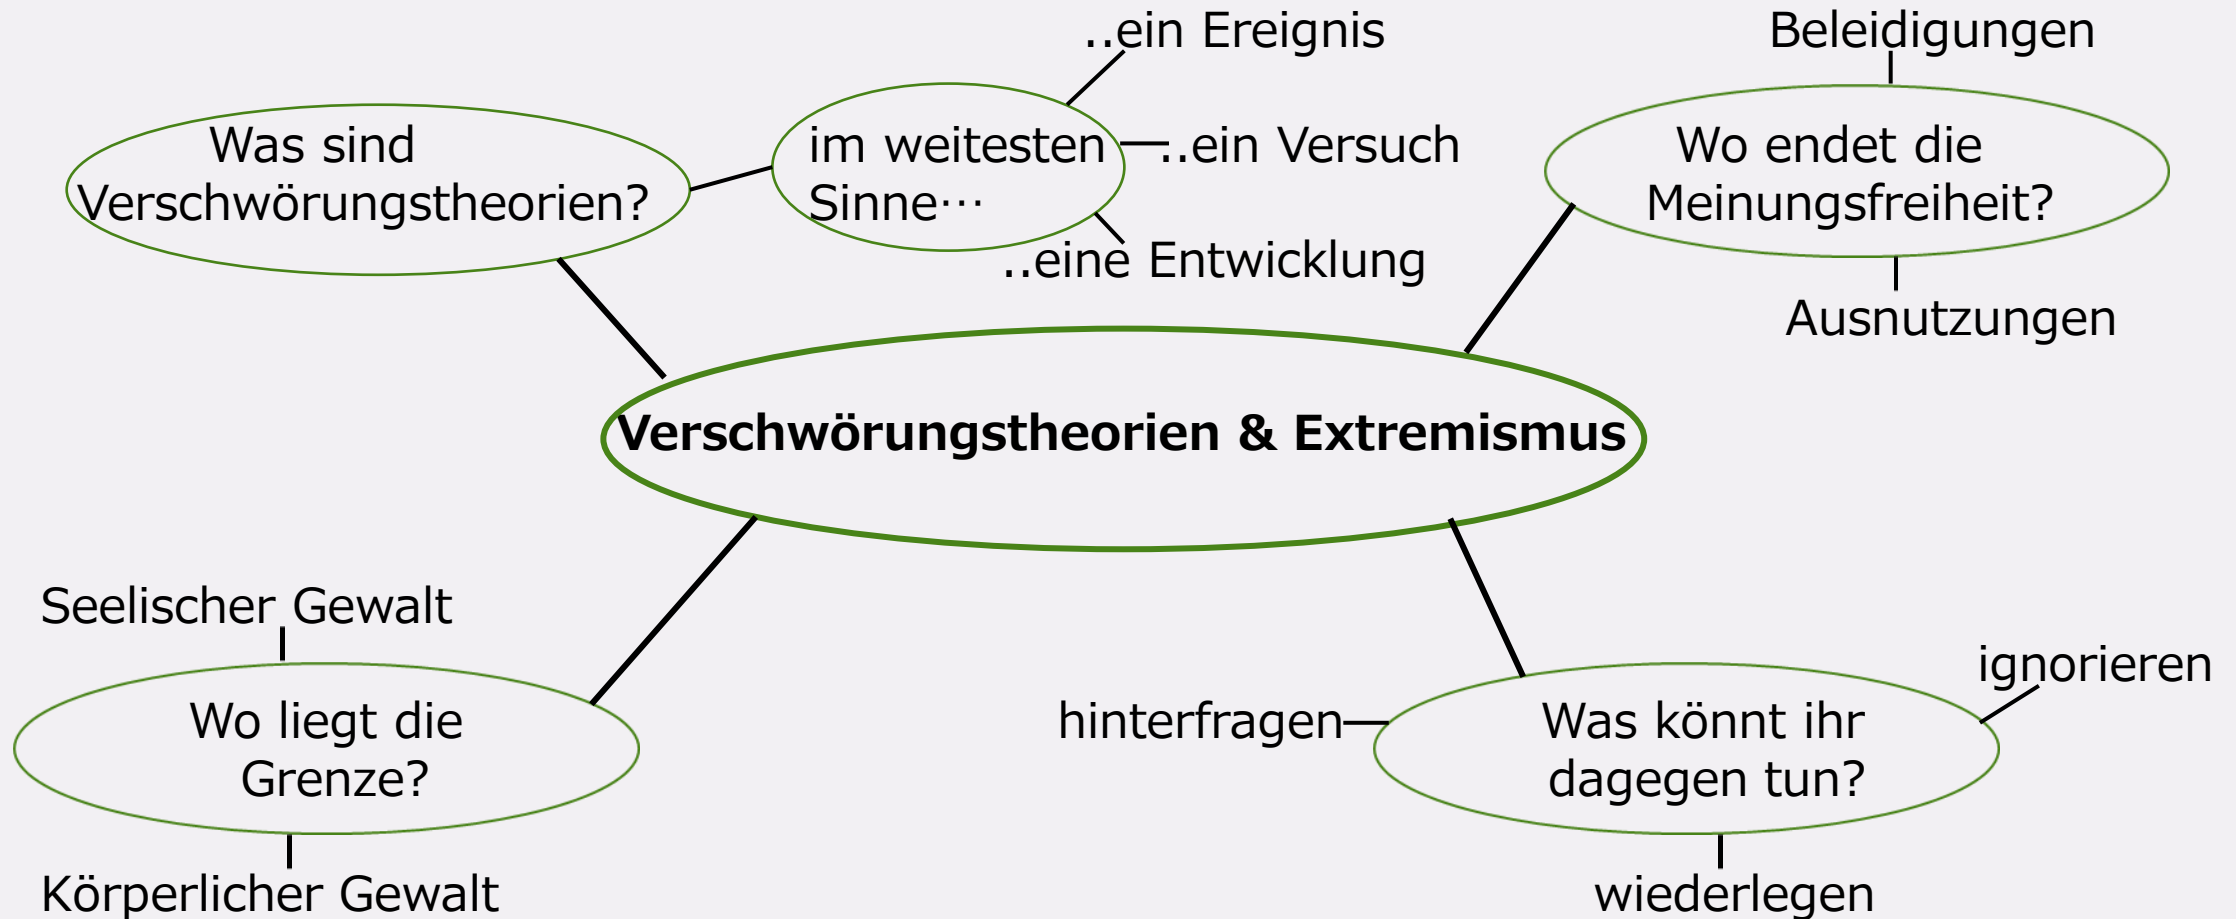 ..ein Ereignis
Beleidigungen
Was sind
Verschwörungstheorien?
im weitesten
Sinne…
..ein Versuch
..eine Entwicklung
Wo endet die
Meinungsfreiheit?
Ausnutzungen
Verschwörungstheorien & Extremismus
Seelischer Gewalt
Wo liegt die
Grenze?
Körperlicher Gewalt
hinterfragen
Was könnt ihr
dagegen tun?
ignorieren
wiederlegen